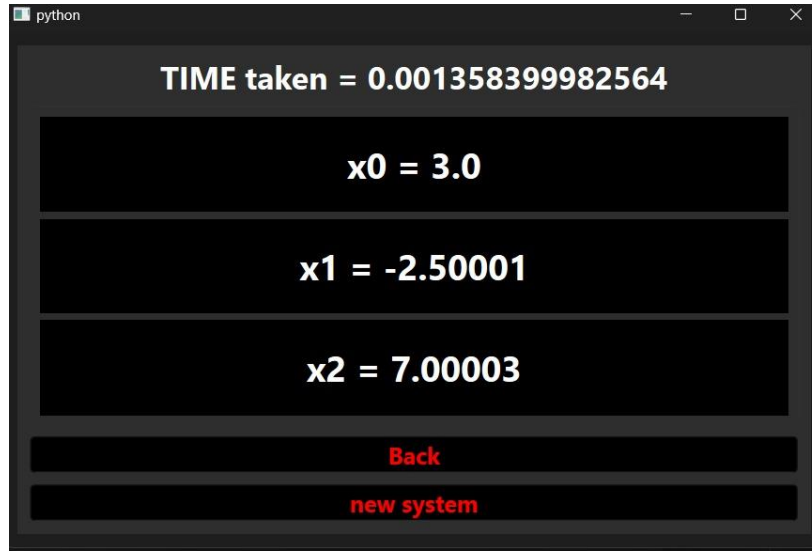 python
TIME taken = 0.001358399982564
x0 = 3.0
x1 = -2.50001
x2 = 7.00003
Back
new system